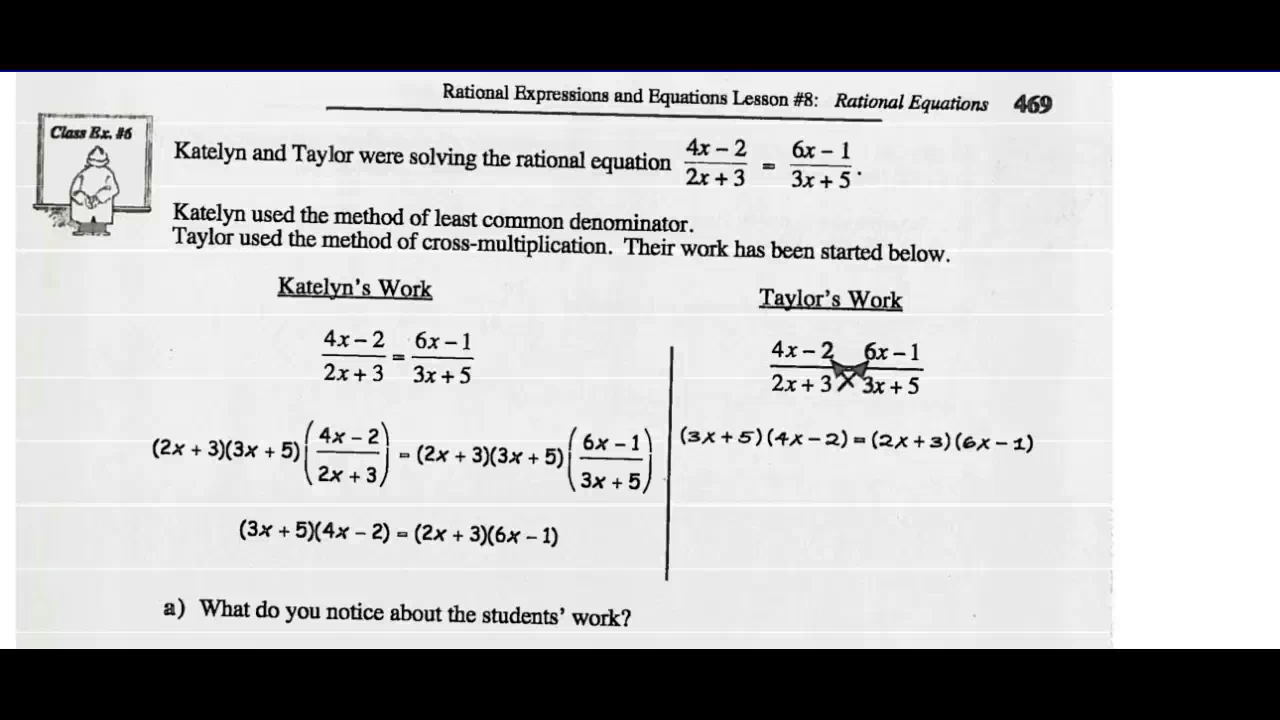 Rational Expressions and Equations Lesson #8: Rational Equations 469
Class Ex. #6
Katelyn and Taylor were solving the rational equation (4x – 2)/(2x + 3) = (6x – 1)/(3x + 5).
Katelyn used the method of least common denominator.
Taylor used the method of cross-multiplication. Their work has been started below.
Katelyn's Work
4x – 2 6x – 1
=
2x + 3 3x + 5
(2x + 3)(3x + 5)((4x – 2)/(2x + 3)) = (2x + 3)(3x + 5)((6x – 1)/(3x + 5))
(3x + 5)(4x – 2) = (2x + 3)(6x – 1)
Taylor's Work
4x – 2 6x – 1
2x + 3 3x + 5
(3x + 5)(4x – 2) = (2x + 3)(6x – 1)
a) What do you notice about the students' work?